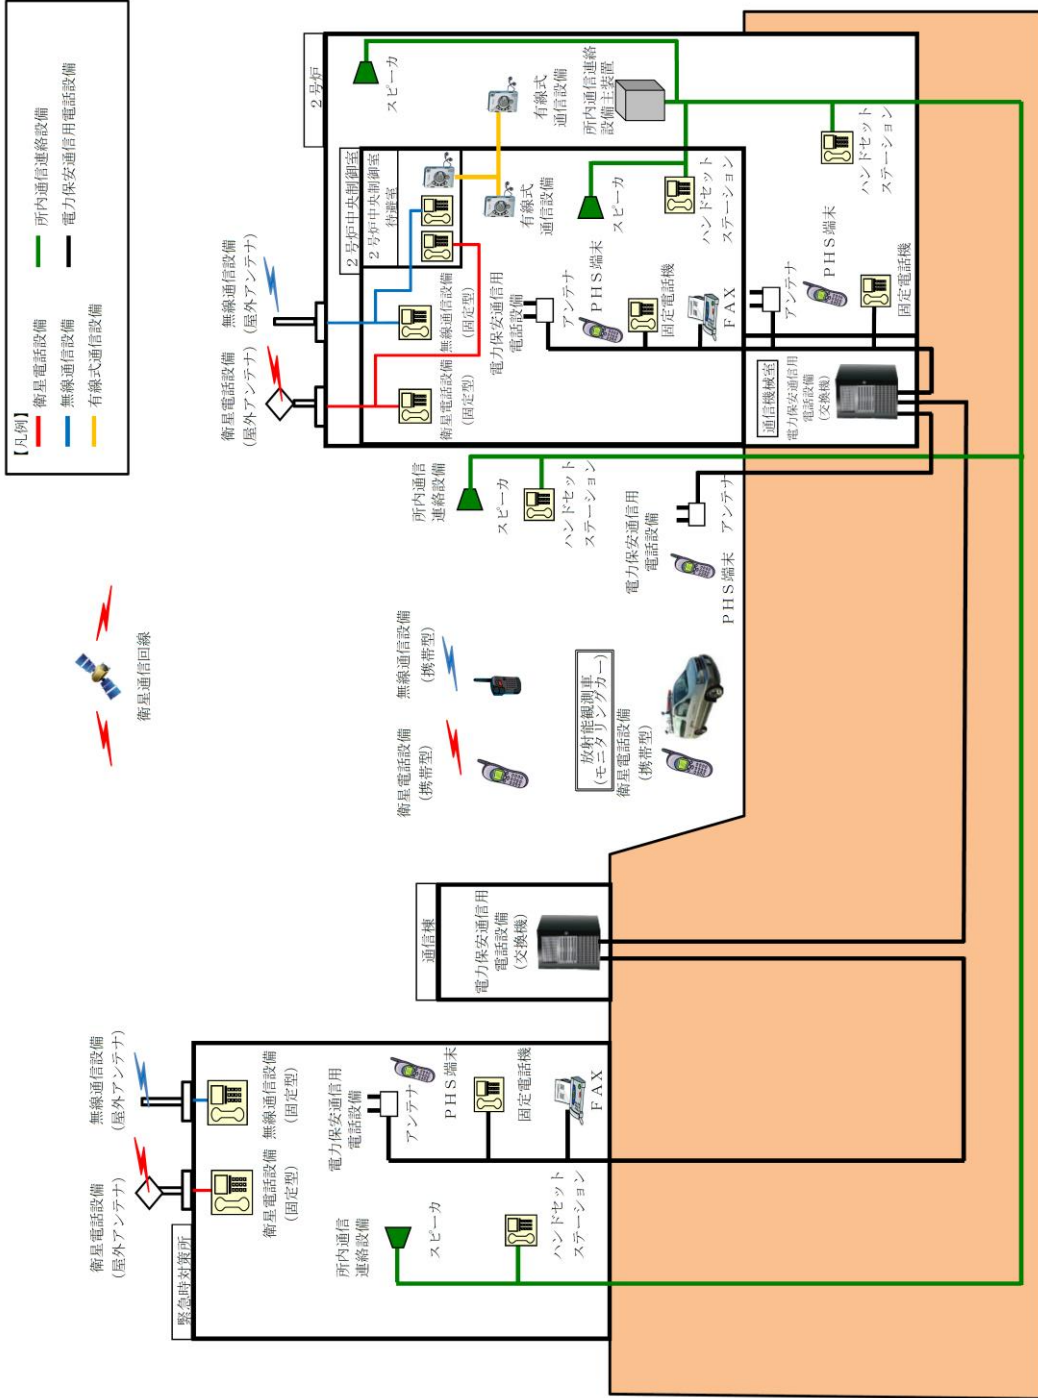 【凡例】
衛星電話設備
無線通信設備
有線式通信設備
所内通信連絡設備
電力保安通信用電話設備
衛星通信回線
緊急時対策所
衛星電話設備
(屋外アンテナ)
無線通信設備
(屋外アンテナ)
衛星電話設備
(固定型)
無線通信設備
(固定型)
所内通信
連絡設備
スピーカ
ハンドセット
ステーション
電力保安通信用
電話設備
アンテナ
PHS端末
固定電話機
FAX
通信棟
電力保安通信用
電話設備
(交換機)
衛星電話設備
(携帯型)
無線通信設備
(携帯型)
放射能観測車
(モニタリングカー)
衛星電話設備
(携帯型)
所内通信
連絡設備
スピーカ
ハンドセット
ステーション
電力保安通信用
電話設備
アンテナ
PHS端末
2号炉
衛星電話設備
(屋外アンテナ)
無線通信設備
(屋外アンテナ)
2号炉中央制御室
2号炉中央制御室
待避室
衛星電話設備
(固定型)
無線通信設備
(固定型)
電力保安通信用
電話設備
アンテナ
PHS端末
固定電話機
FAX
有線式
通信設備
スピーカ
ハンドセット
ステーション
スピーカ
有線式
通信設備
所内通信連絡
設備主装置
ハンドセット
ステーション
通信機械室
電力保安通信用
電話設備
(交換機)
アンテナ
PHS端末
固定電話機